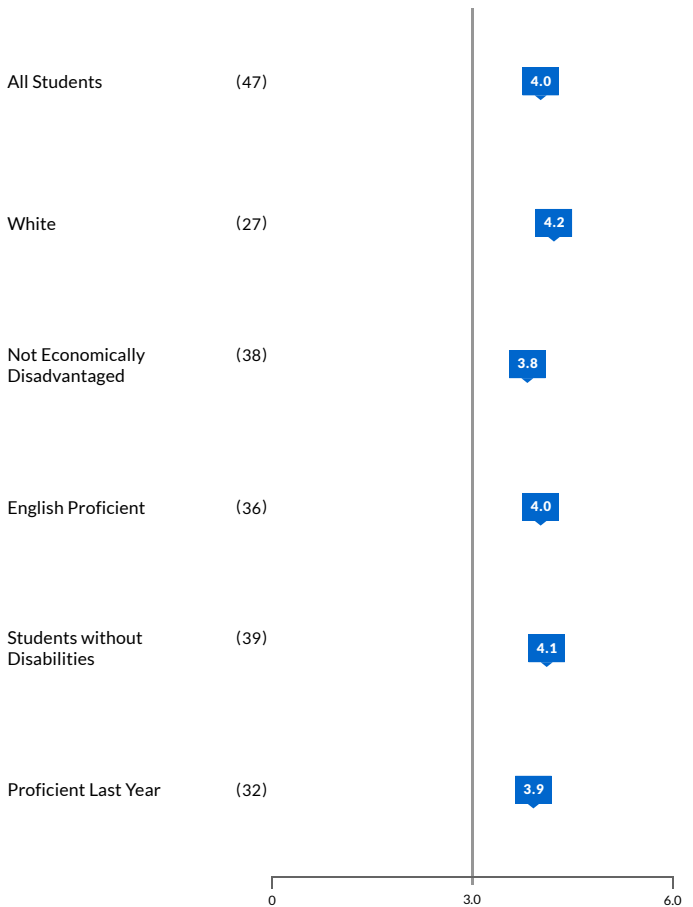 All Students (47) 4.0
White (27) 4.2
Not Economically (38) 3.8
Disadvantaged
English Proficient (36) 4.0
Students without (39) 4.1
Disabilities
Proficient Last Year (32) 3.9
0 3.0 6.0